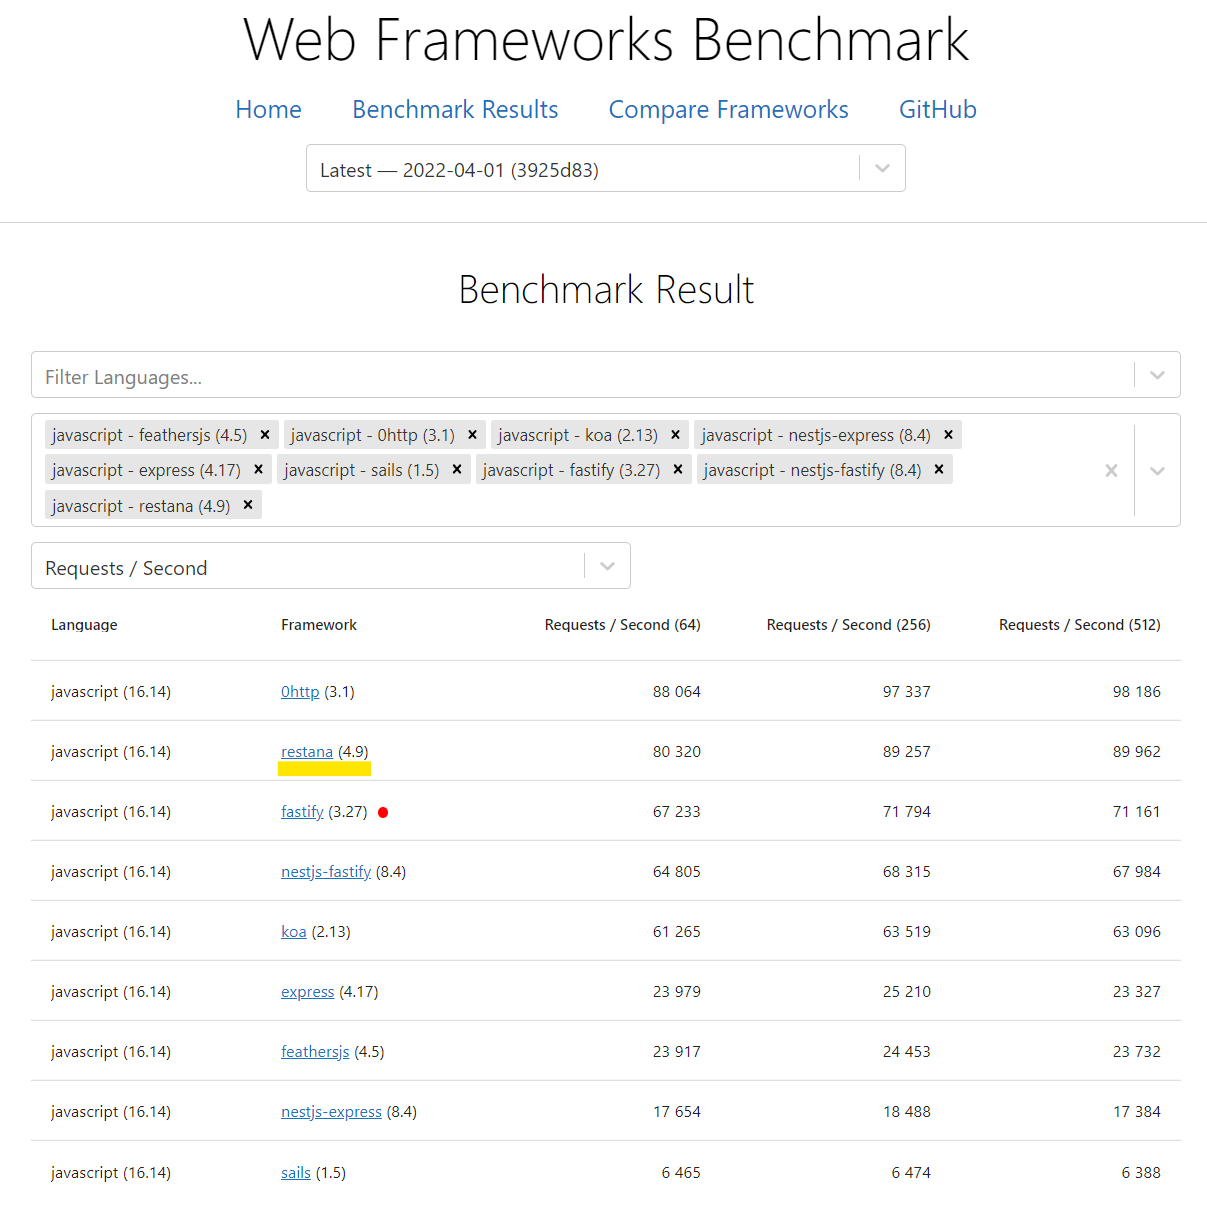 Web Frameworks Benchmark
Home Benchmark Results Compare Frameworks GitHub
Latest — 2022-04-01 (3925d83)
Benchmark Result
Filter Languages...
javascript - feathersjs (4.5) × javascript - 0http (3.1) × javascript - koa (2.13) × javascript - nestjs-express (8.4) ×
javascript - express (4.17) × javascript - sails (1.5) × javascript - fastify (3.27) × javascript - nestjs-fastify (8.4) ×
javascript - restana (4.9) ×
Requests / Second
Language Framework Requests / Second (64) Requests / Second (256) Requests / Second (512)
javascript (16.14) 0http (3.1) 88 064 97 337 98 186
javascript (16.14) restana (4.9) 80 320 89 257 89 962
javascript (16.14) fastify (3.27) 67 233 71 794 71 161
javascript (16.14) nestjs-fastify (8.4) 64 805 68 315 67 984
javascript (16.14) koa (2.13) 61 265 63 519 63 096
javascript (16.14) express (4.17) 23 979 25 210 23 327
javascript (16.14) feathersjs (4.5) 23 917 24 453 23 732
javascript (16.14) nestjs-express (8.4) 17 654 18 488 17 384
javascript (16.14) sails (1.5) 6 465 6 474 6 388